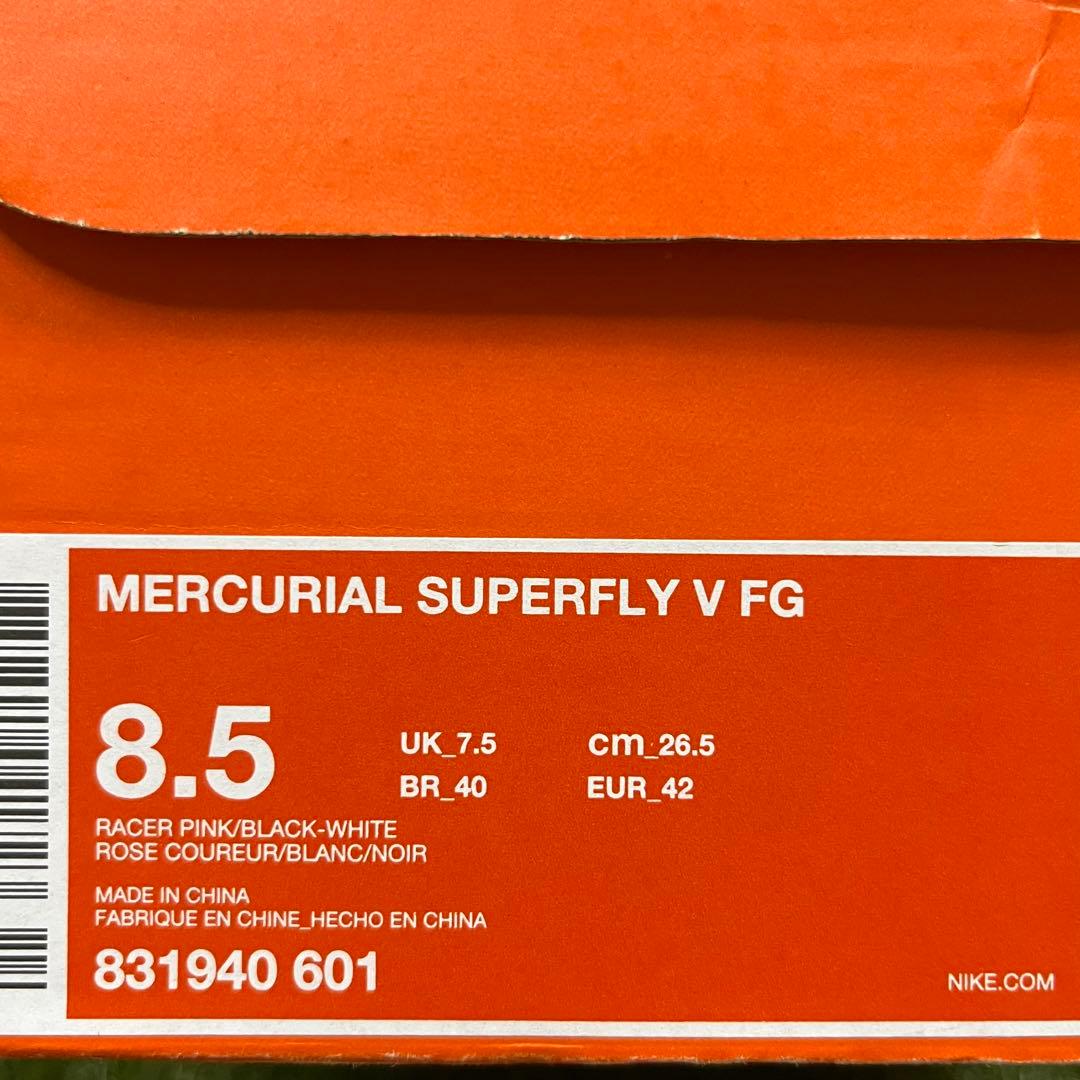 MERCURIAL SUPERFLY V FG
8.5
UK_7.5 cm_26.5
BR_40 EUR_42
RACER PINK/BLACK-WHITE
ROSE COUREUR/BLANC/NOIR
MADE IN CHINA
FABRIQUE EN CHINE_HECHO EN CHINA
831940 601
NIKE.COM